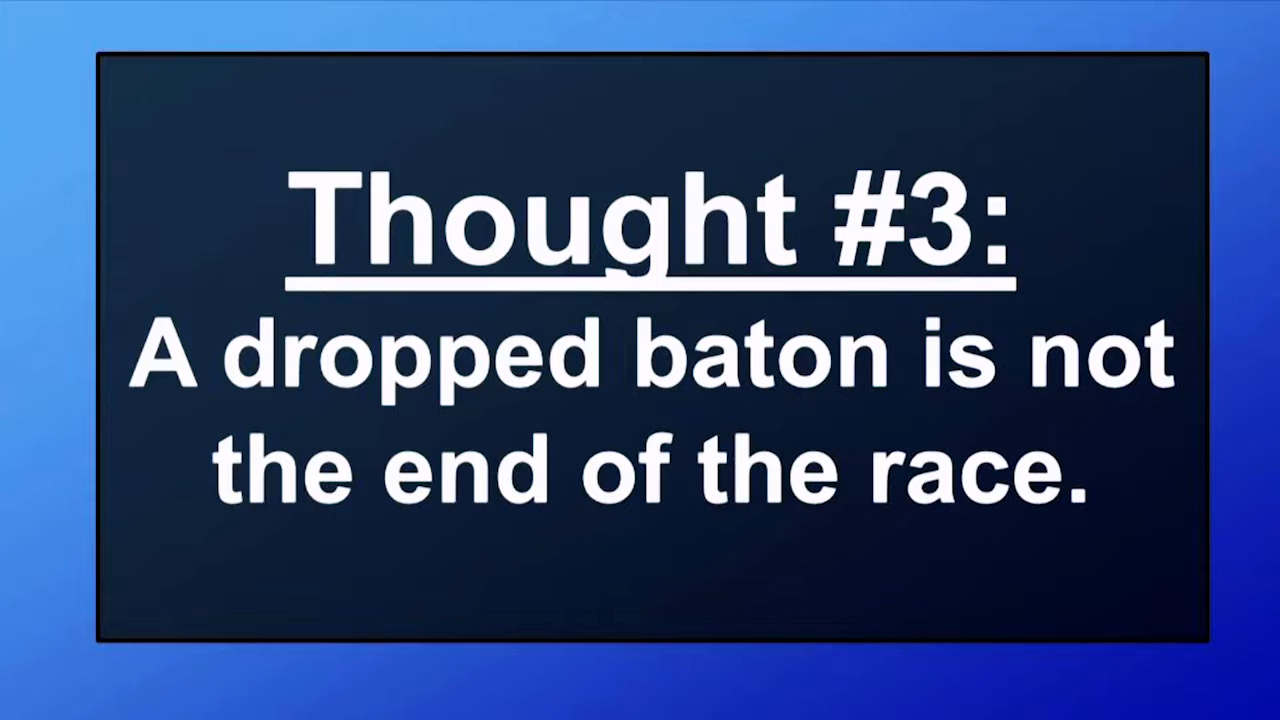 Thought #3:
A dropped baton is not
the end of the race.